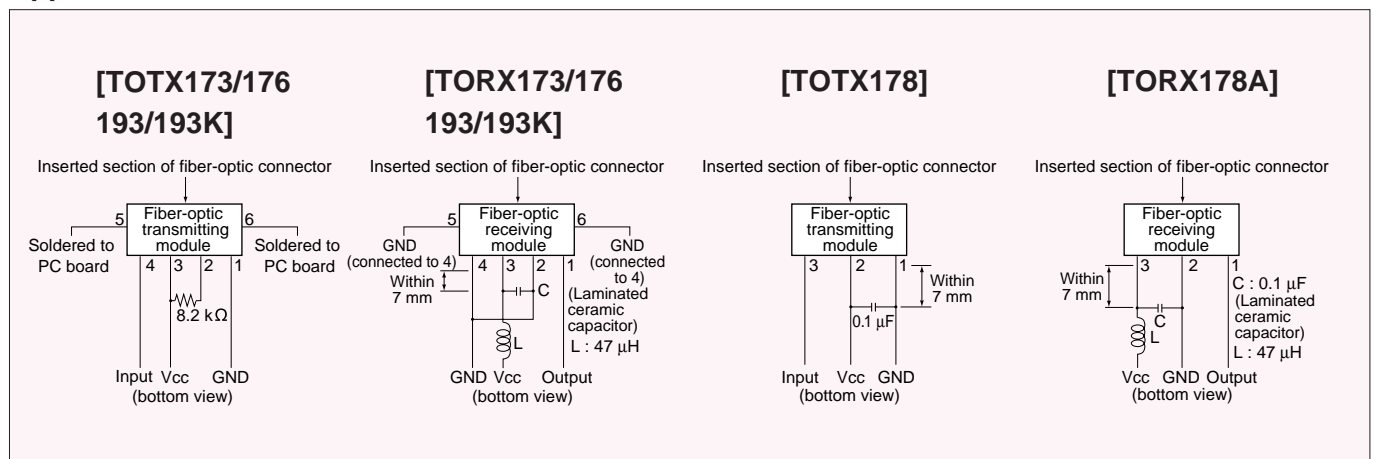 [TOTX173/176
193/193K]
Inserted section of fiber-optic connector
Fiber-optic
transmitting
module
5
6
Soldered to
PC board
Soldered to
PC board
4 3 2 1
8.2 kΩ
Input Vcc GND
(bottom view)
[TORX173/176
193/193K]
Inserted section of fiber-optic connector
Fiber-optic
receiving
module
5
6
GND
(connected to 4)
Within
7 mm
4 3 2 1
C
L
GND
(connected
to 4)
(Laminated
ceramic
capacitor)
L : 47 μH
GND Vcc Output
(bottom view)
[TOTX178]
Inserted section of fiber-optic connector
Fiber-optic
transmitting
module
3 2 1
Within
7 mm
0.1 μF
Input Vcc GND
(bottom view)
[TORX178A]
Inserted section of fiber-optic connector
Fiber-optic
receiving
module
3 2 1
Within
7 mm
C
L
C : 0.1 μF
(Laminated
ceramic
capacitor)
L : 47 μH
Vcc GND Output
(bottom view)